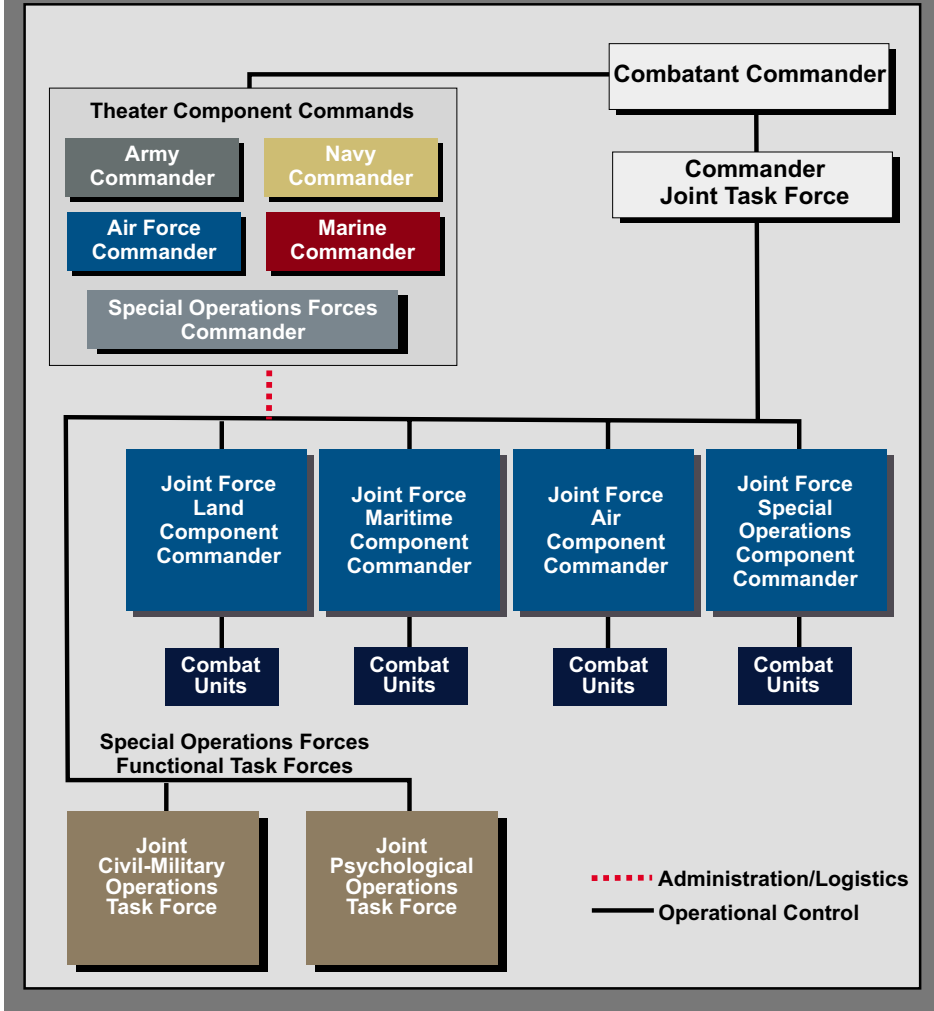 Combatant Commander
Theater Component Commands
Army
Commander
Navy
Commander
Commander
Joint Task Force
Air Force
Commander
Marine
Commander
Special Operations Forces
Commander
Joint Force
Land
Component
Commander
Joint Force
Maritime
Component
Commander
Joint Force
Air
Component
Commander
Joint Force
Special
Operations
Component
Commander
Combat
Units
Combat
Units
Combat
Units
Combat
Units
Special Operations Forces
Functional Task Forces
Joint
Civil-Military
Operations
Task Force
Joint
Psychological
Operations
Task Force
Administration/Logistics
Operational Control